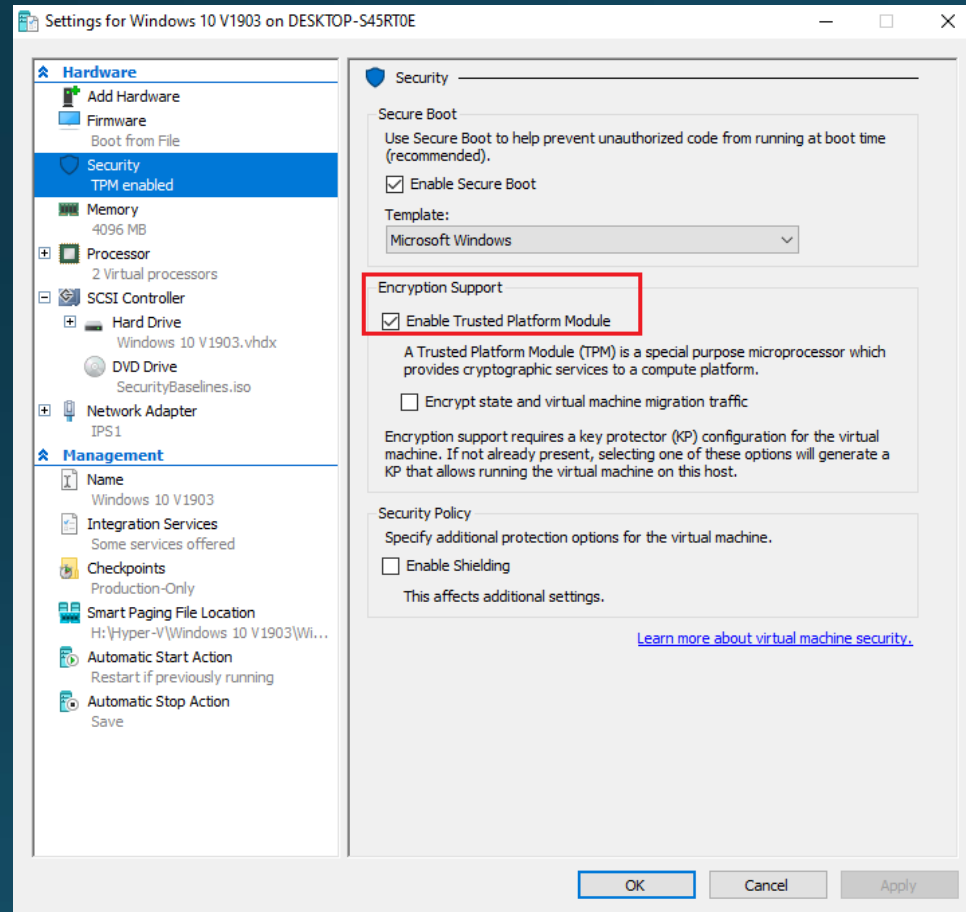 Settings for Windows 10 V1903 on DESKTOP-S45RT0E
Hardware
Add Hardware
Firmware
Boot from File
Security
TPM enabled
Memory
4096 MB
Processor
2 Virtual processors
SCSI Controller
Hard Drive
Windows 10 V1903.vhdx
DVD Drive
SecurityBaselines.iso
Network Adapter
IPS1
Management
Name
Windows 10 V1903
Integration Services
Some services offered
Checkpoints
Production-Only
Smart Paging File Location
H:\Hyper-V\Windows 10 V1903\Wi...
Automatic Start Action
Restart if previously running
Automatic Stop Action
Save
Security
Secure Boot
Use Secure Boot to help prevent unauthorized code from running at boot time
(recommended).
Enable Secure Boot
Template:
Microsoft Windows
Encryption Support
Enable Trusted Platform Module
A Trusted Platform Module (TPM) is a special purpose microprocessor which
provides cryptographic services to a compute platform.
Encrypt state and virtual machine migration traffic
Encryption support requires a key protector (KP) configuration for the virtual
machine. If not already present, selecting one of these options will generate a
KP that allows running the virtual machine on this host.
Security Policy
Specify additional protection options for the virtual machine.
Enable Shielding
This affects additional settings.
Learn more about virtual machine security.
OK
Cancel
Apply